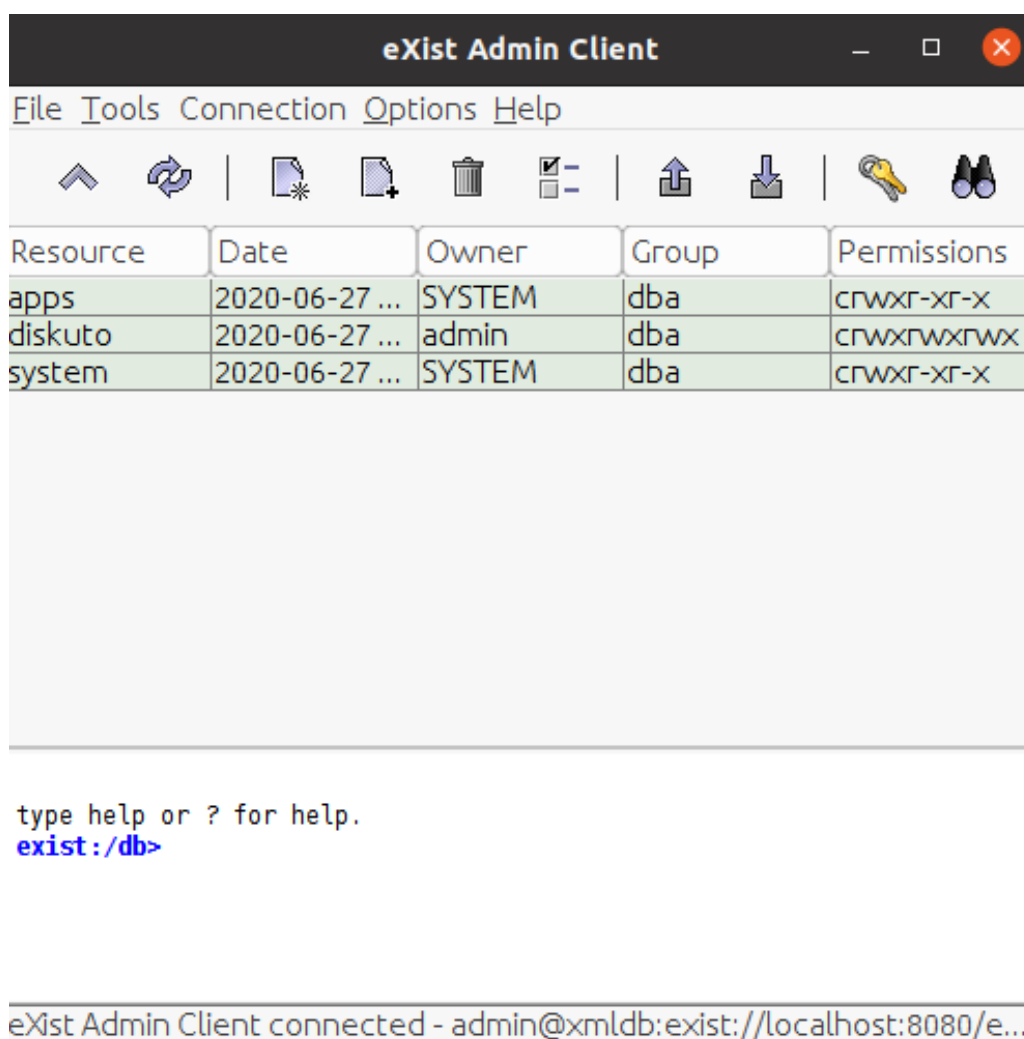 eXist Admin Client
File Tools Connection Options Help
Resource Date Owner Group Permissions
apps 2020-06-27 ... SYSTEM dba crwxr-xr-x
diskuto 2020-06-27 ... admin dba crwxrwxrwx
system 2020-06-27 ... SYSTEM dba crwxr-xr-x
type help or ? for help.
exist:/db>
eXist Admin Client connected - admin@xmldb:exist://localhost:8080/e...